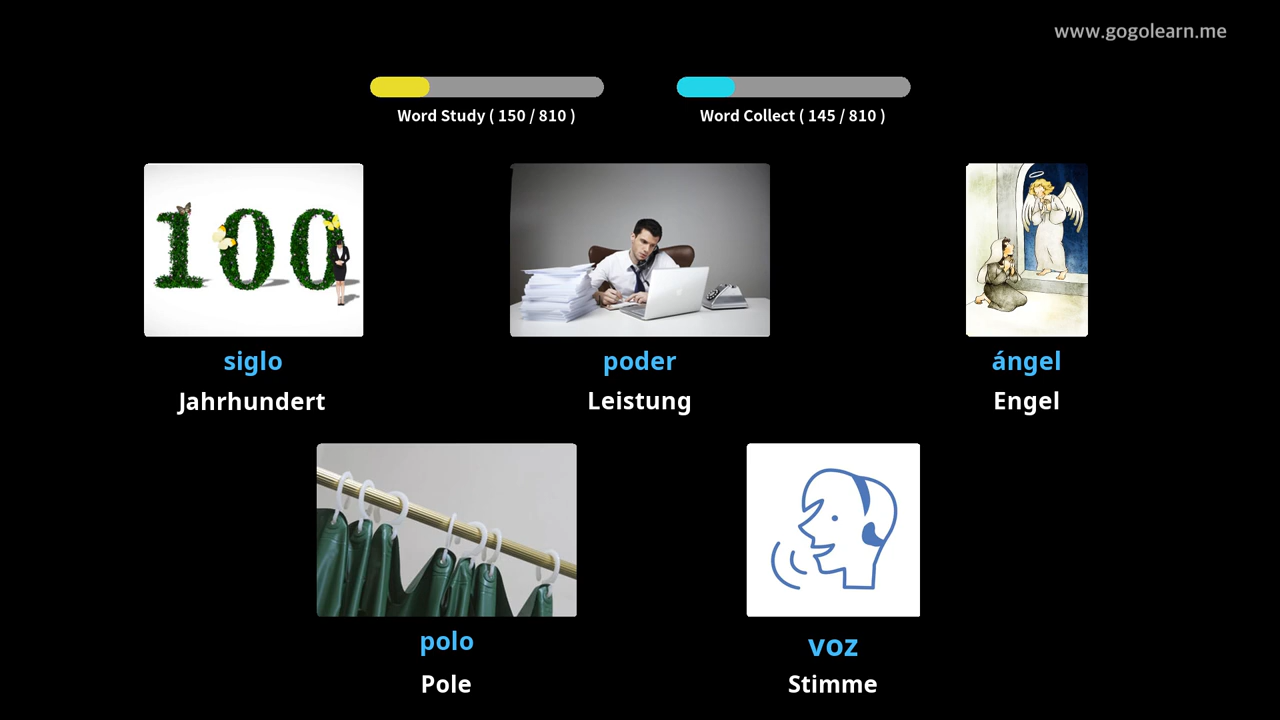 www.gogolearn.me
Word Study ( 150 / 810 )
Word Collect ( 145 / 810 )
100
siglo
poder
ángel
Jahrhundert
Leistung
Engel
polo
voz
Pole
Stimme